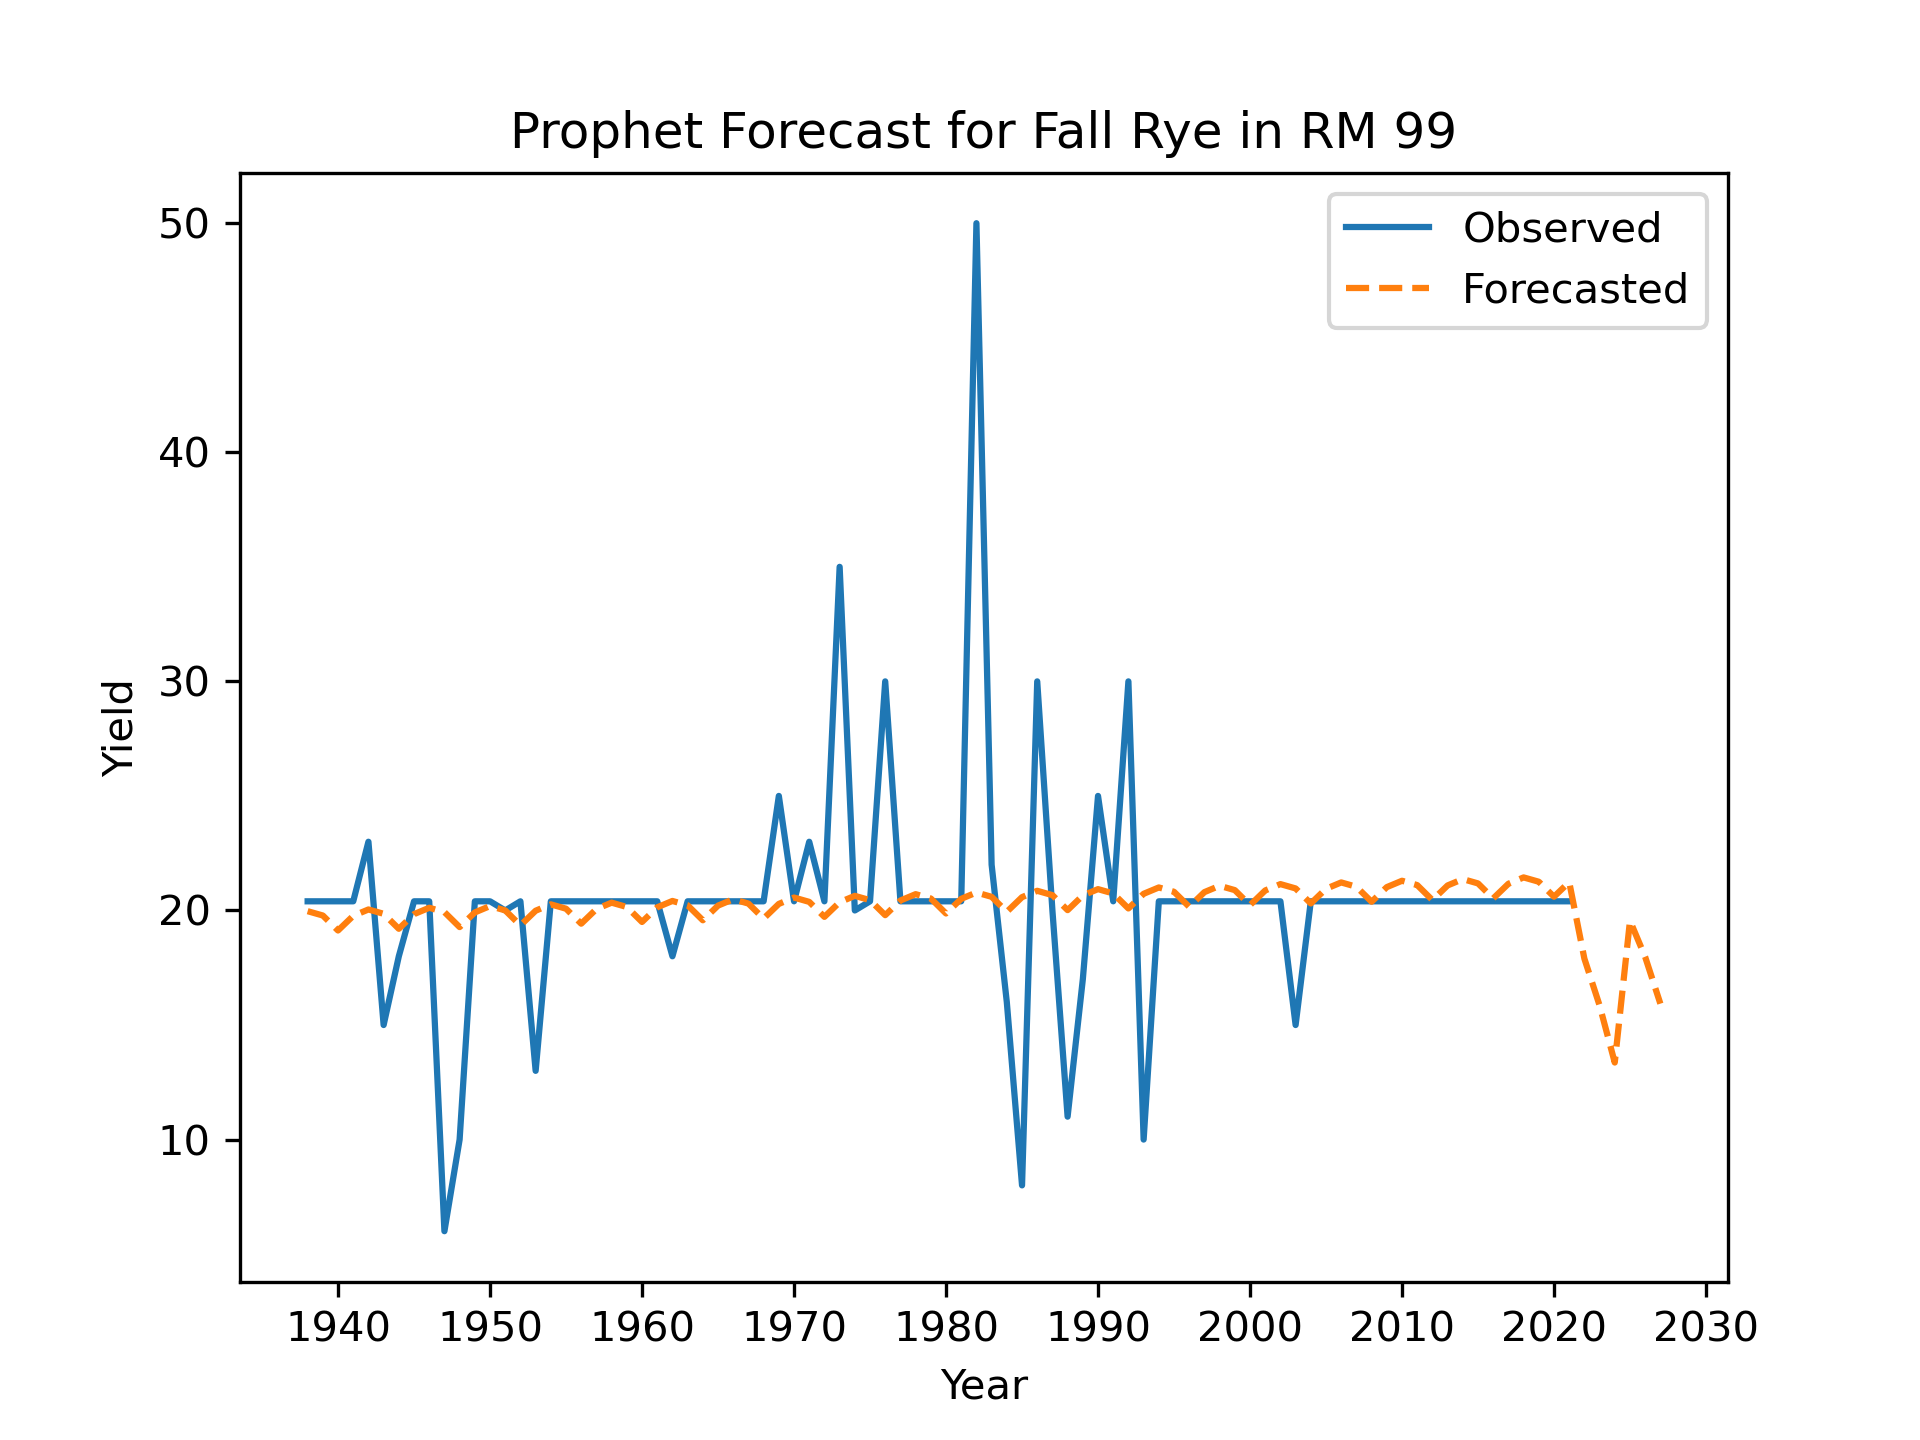 Prophet Forecast for Fall Rye in RM 99
Observed
Forecasted
50
40
30
20
10
Yield
1940 1950 1960 1970 1980 1990 2000 2010 2020 2030
Year